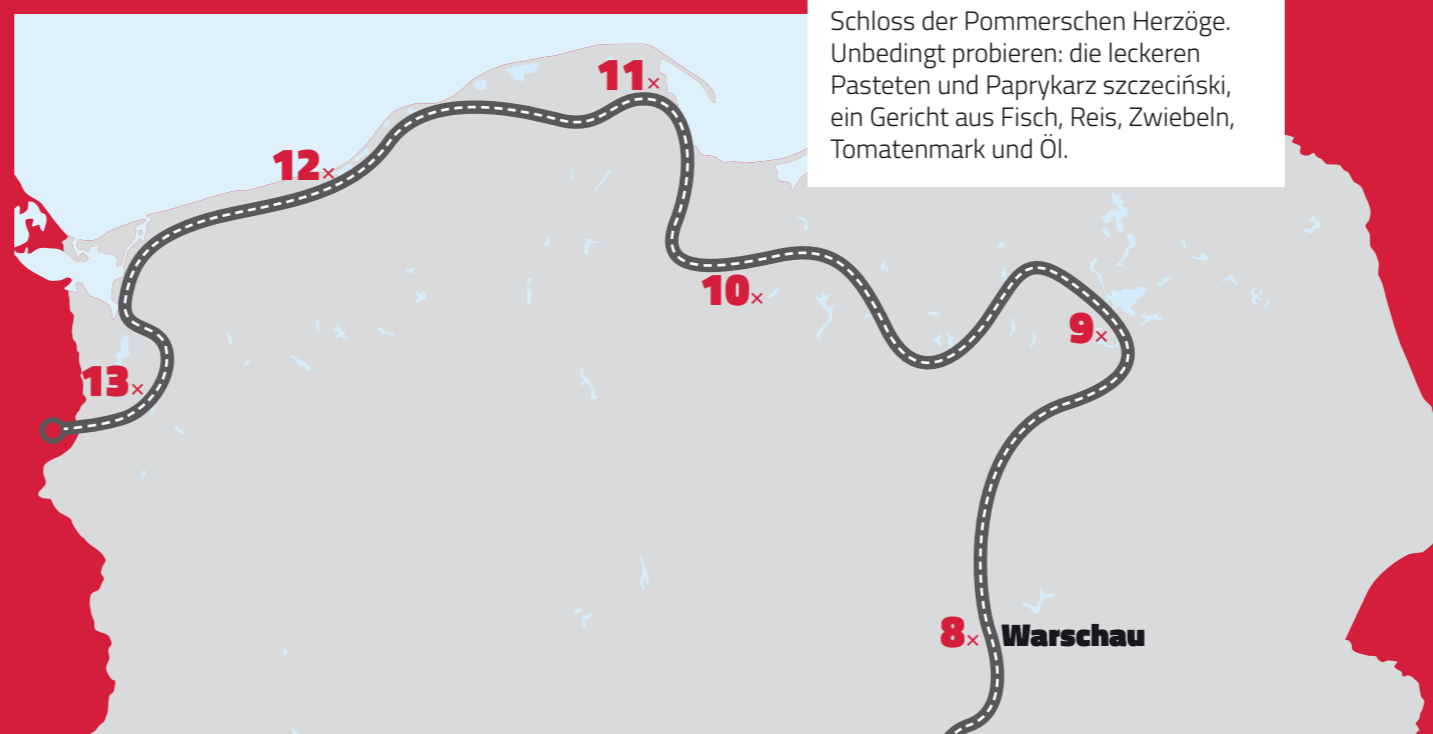 Schloss der Pommerschen Herzöge.
Unbedingt probieren: die leckeren
Pasteten und Paprykarz szczeciński,
ein Gericht aus Fisch, Reis, Zwiebeln,
Tomatenmark und Öl.
11×
12×
10×
9×
13×
8× Warschau